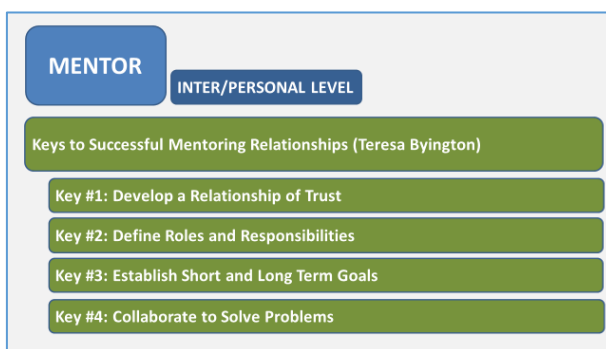 MENTOR
INTER/PERSONAL LEVEL
Keys to Successful Mentoring Relationships (Teresa Byington)
Key #1: Develop a Relationship of Trust
Key #2: Define Roles and Responsibilities
Key #3: Establish Short and Long Term Goals
Key #4: Collaborate to Solve Problems